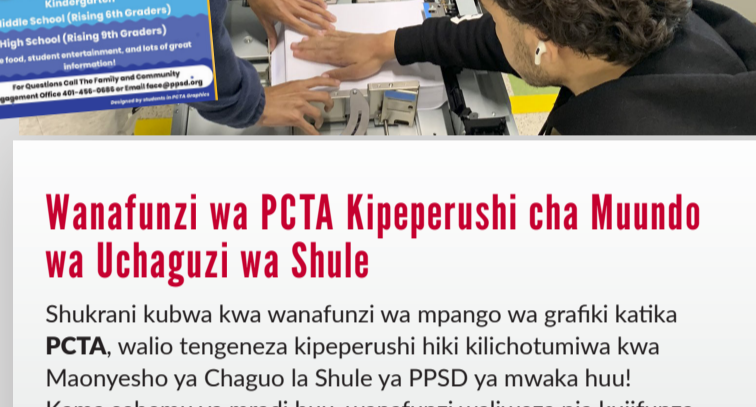 Kindergarten
Middle School (Rising 6th Graders)
High School (Rising 9th Graders)
food, student entertainment, and lots of great
information!
For Questions Call The Family and Community
Engagement Office 401-456-0686 or Email face@ppsd.org
Designed by students in PCTA Graphics
Wanafunzi wa PCTA Kipeperushi cha Muundo
wa Uchaguzi wa Shule
Shukrani kubwa kwa wanafunzi wa mpango wa grafiki katika
PCTA, walio tengeneza kipeperushi hiki kilichotumiwa kwa
Maonyesho ya Chaguo la Shule ya PPSD ya mwaka huu!